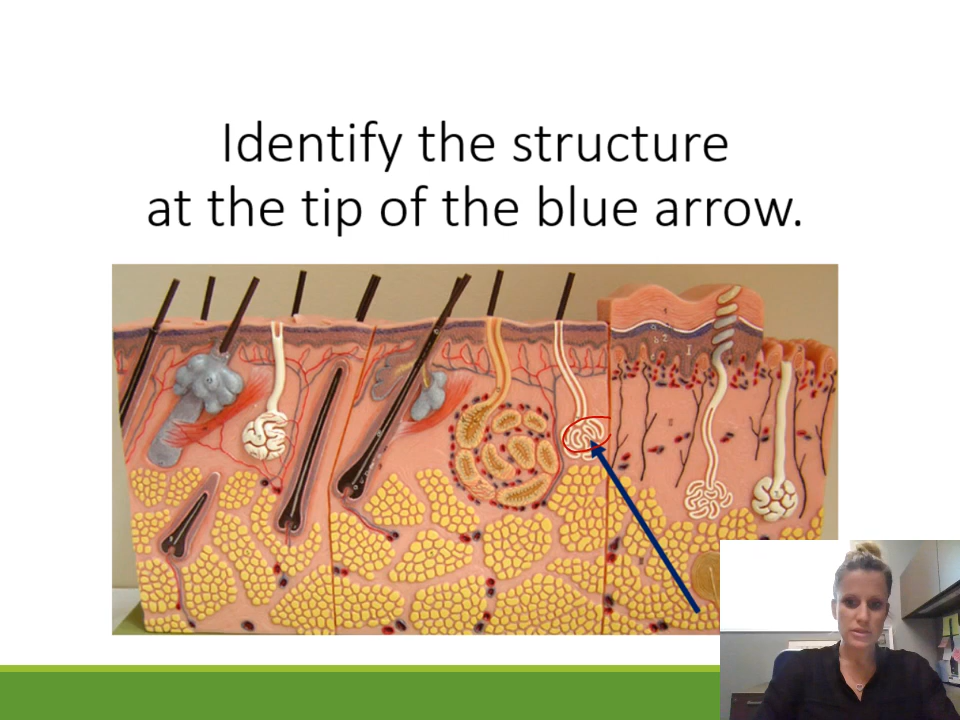 Identify the structure
at the tip of the blue arrow.